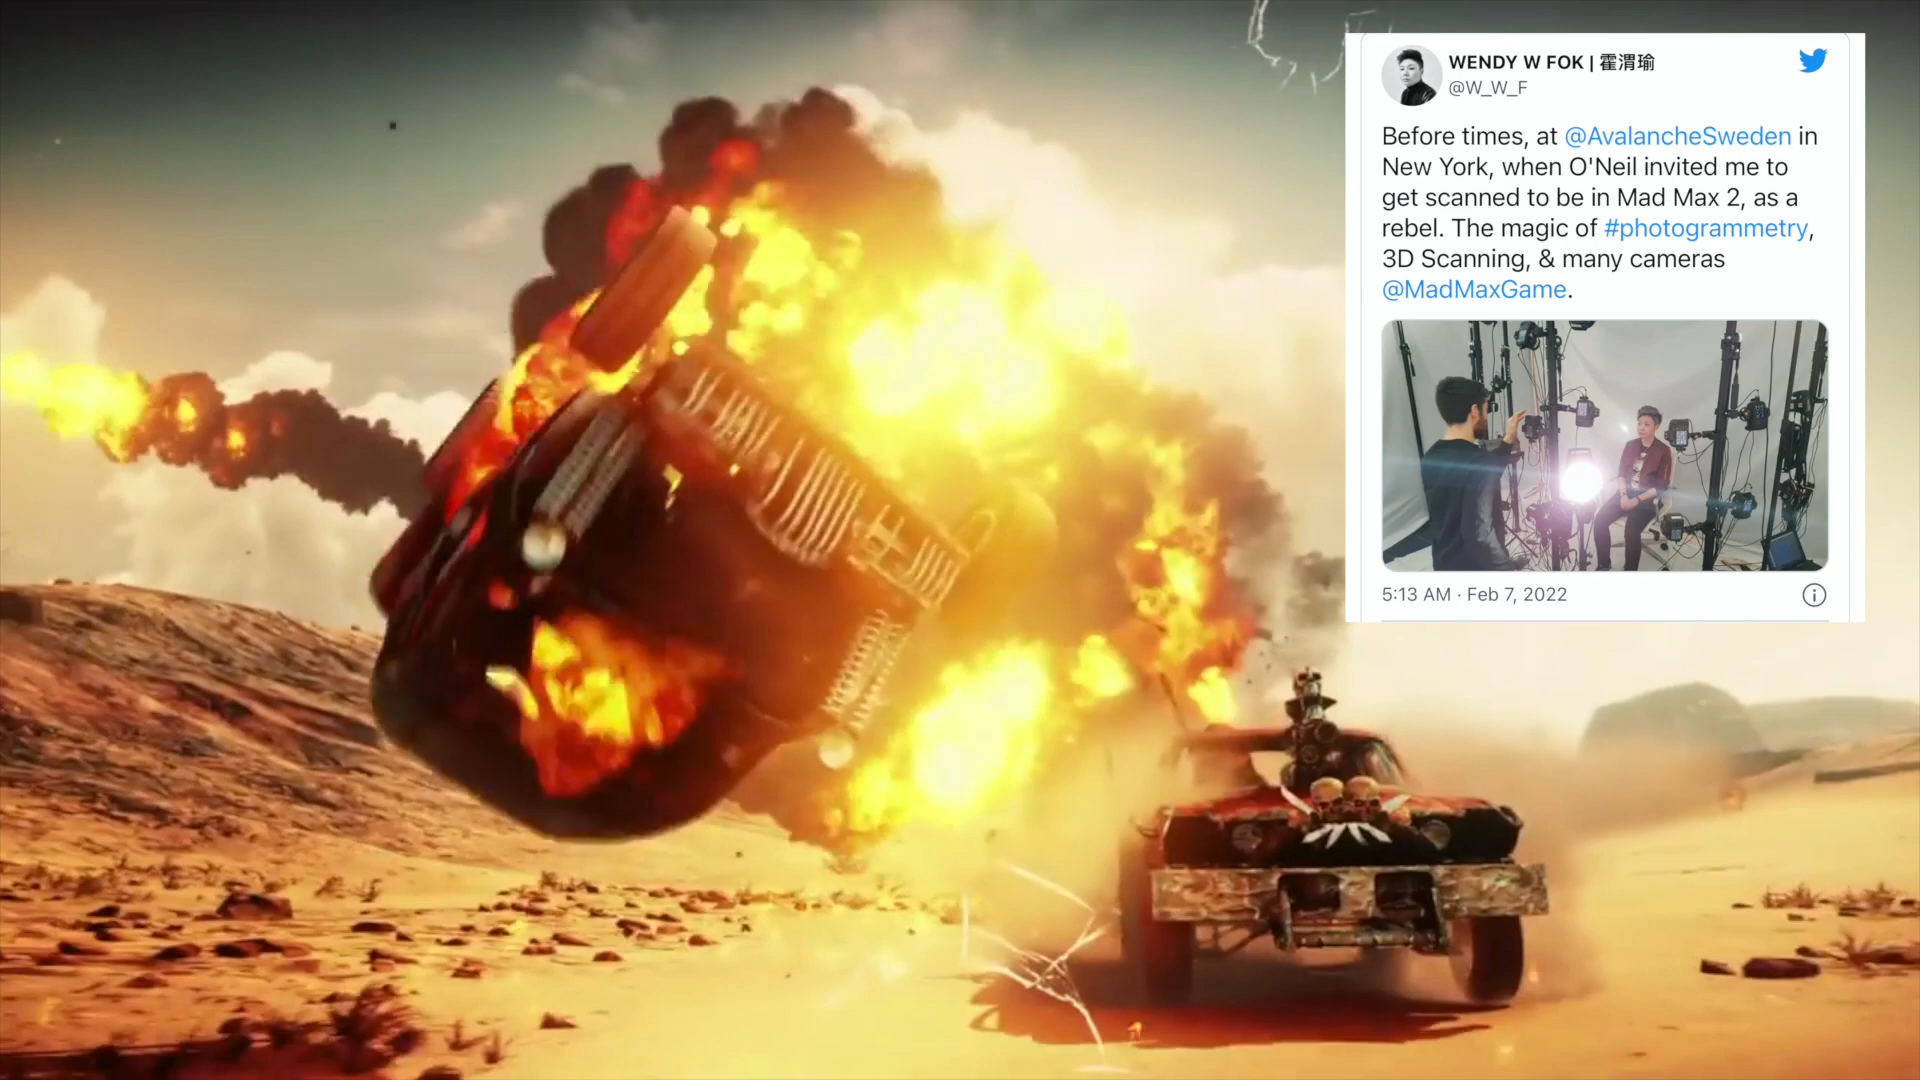 WENDY W FOK | 霍渭瑜
@W_W_F
Before times, at @AvalancheSweden in
New York, when O'Neil invited me to
get scanned to be in Mad Max 2, as a
rebel. The magic of #photogrammetry,
3D Scanning, & many cameras
@MadMaxGame.
5:13 AM · Feb 7, 2022